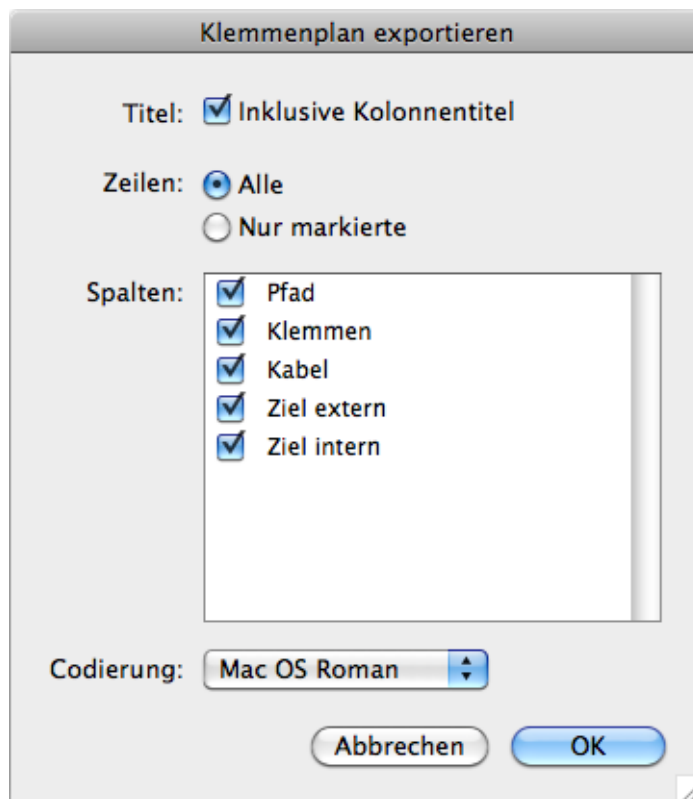 Klemmenplan exportieren
Titel: Inklusive Kolonnentitel
Zeilen: Alle
Nur markierte
Spalten: Pfad
Klemmen
Kabel
Ziel extern
Ziel intern
Codierung: Mac OS Roman
Abbrechen OK